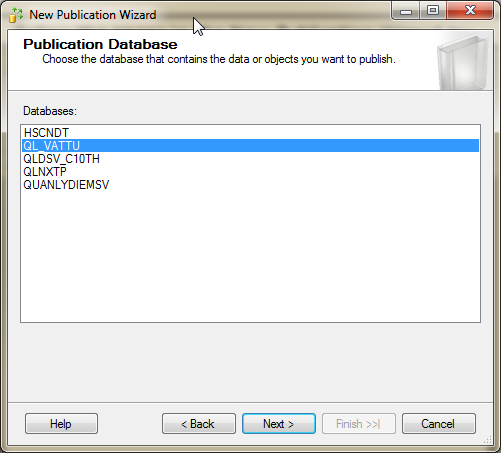 New Publication Wizard
Publication Database
Choose the database that contains the data or objects you want to publish.
Databases:
HSCNDT
QL_VATTU
QLDSV_C10TH
QLNXTP
QUANLYDIEMSV
Help
< Back
Next >
Finish >>|
Cancel